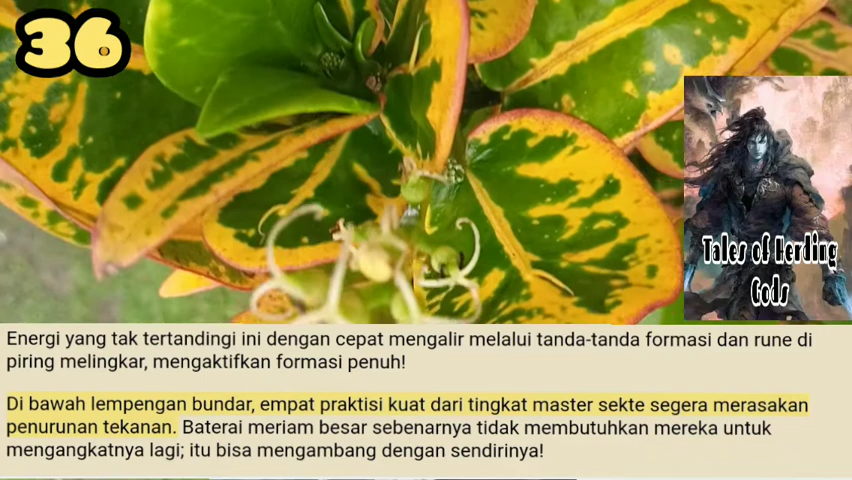 36
Tales of Herding
Gods
Energi yang tak tertandingi ini dengan cepat mengalir melalui tanda-tanda formasi dan rune di
piring melingkar, mengaktifkan formasi penuh!
Di bawah lempengan bundar, empat praktisi kuat dari tingkat master sekte segera merasakan
penurunan tekanan. Baterai meriam besar sebenarnya tidak membutuhkan mereka untuk
mengangkatnya lagi; itu bisa mengambang dengan sendirinya!